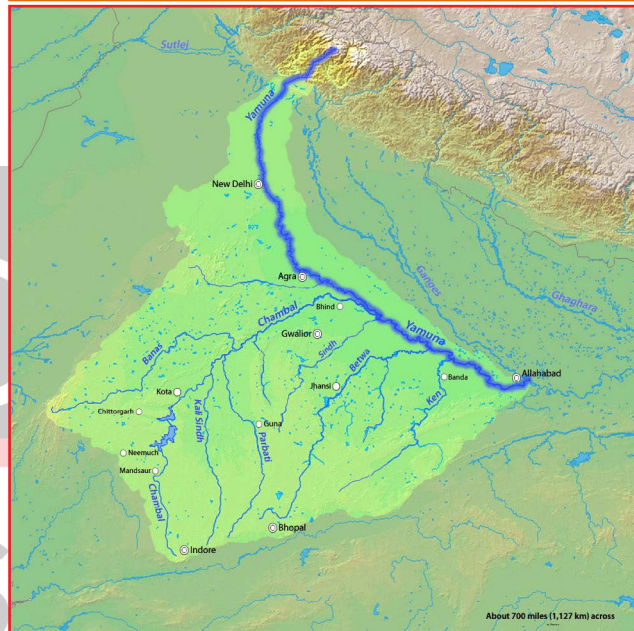 Sutlej
Yamuna
New Delhi
Agra
Ganges
Ghaghara
Chambal
Bhind
Gwalior
Yamuna
Banas
Sindh
Betwa
Allahabad
Kota
Jhansi
Banda
Ken
Chittorgarh
Kali Sindh
Guna
Parbati
Neemuch
Mandsaur
Chambal
Bhopal
Indore
About 700 miles (1,127 km) across